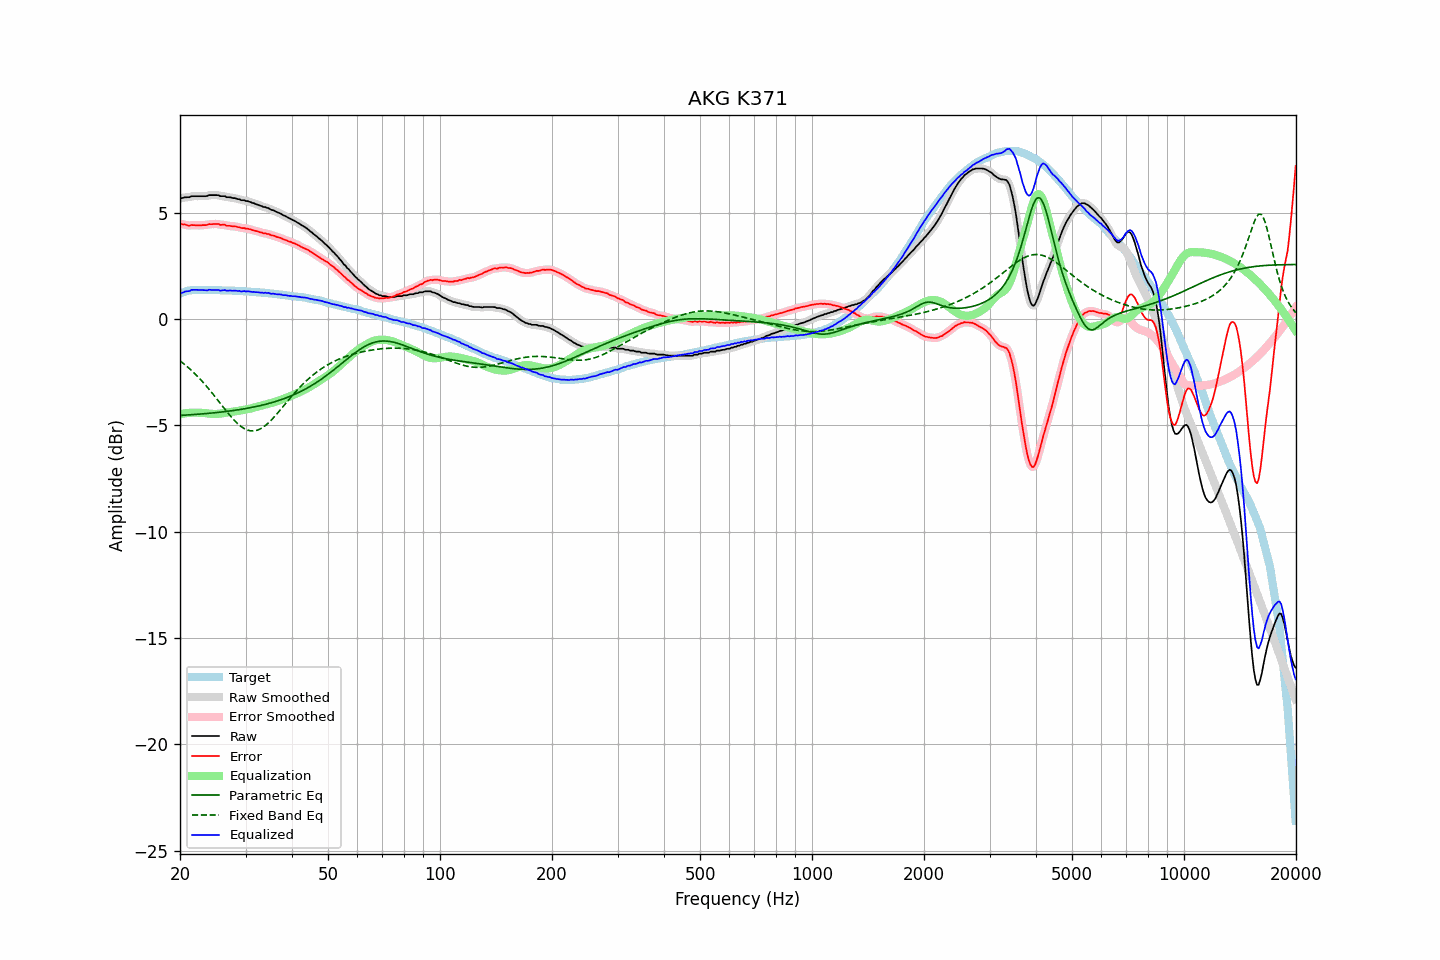 AKG K371
Amplitude (dBr)
5
0
−5
−10
−15
−20
−25
Target
Raw Smoothed
Error Smoothed
Raw
Error
Equalization
Parametric Eq
Fixed Band Eq
Equalized
20 50 100 200 500 1000 2000 5000 10000 20000
Frequency (Hz)